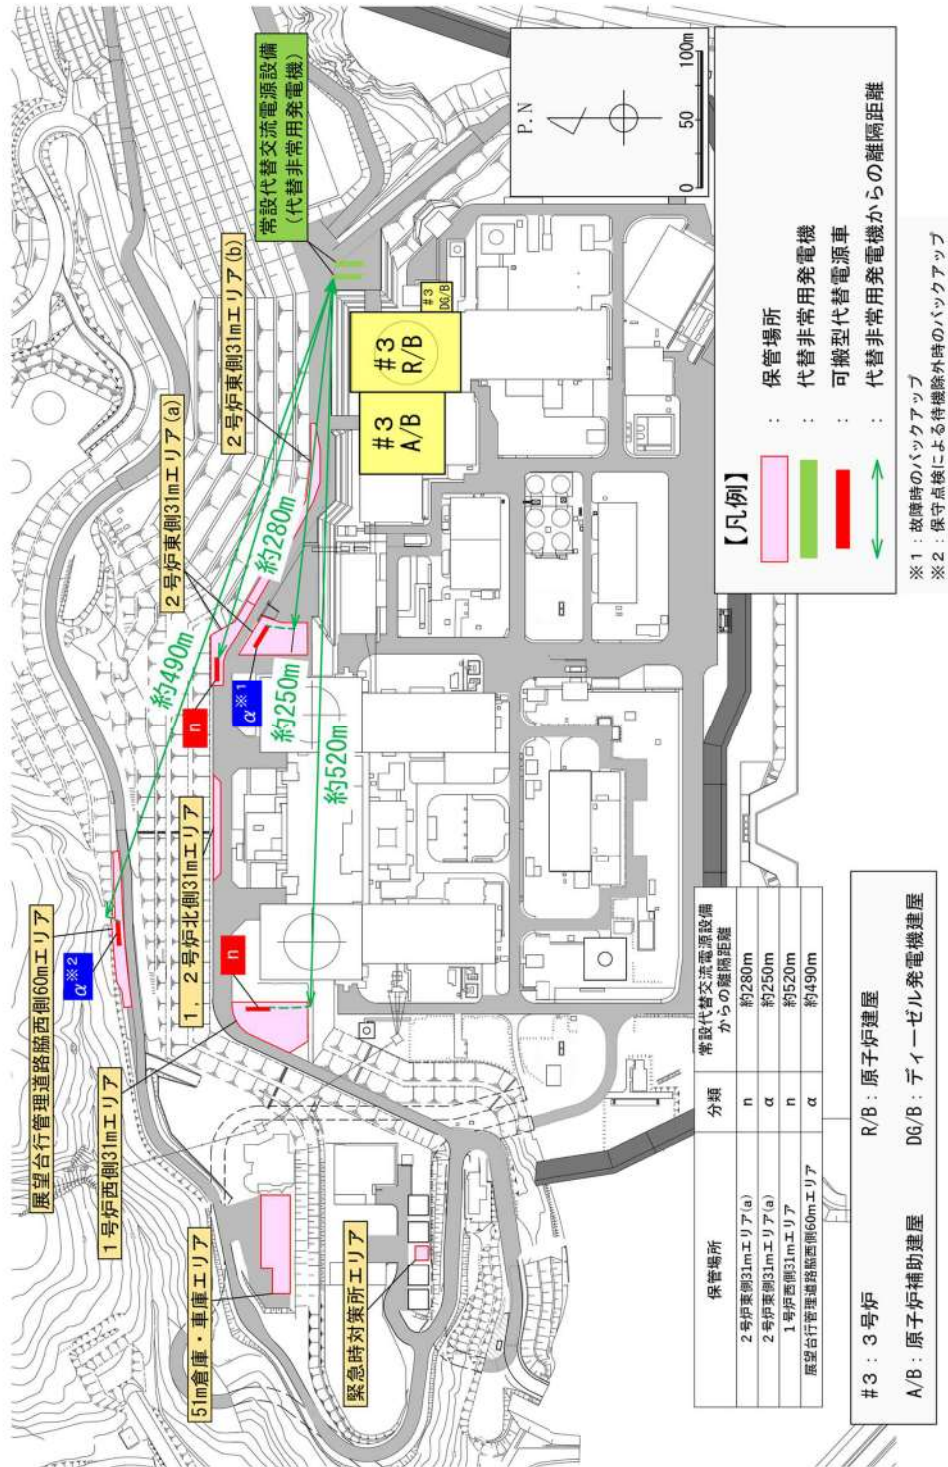 展望台行管理道路脇西側60mエリア
α※2
1号炉西側31mエリア
51m倉庫・車庫エリア
緊急時対策所エリア
1，2号炉北側31mエリア
n
n
α※1
2号炉東側31mエリア(a)
2号炉東側31mエリア(b)
常設代替交流電源設備
(代替非常用発電機)
約490m
約280m
約250m
約520m
#3
A/B
#3
R/B
#3
DG/B
P.N
0 50 100m
【凡例】
： 保管場所
： 代替非常用発電機
： 可搬型代替電源車
： 代替非常用発電機からの離隔距離
※1：故障時のバックアップ
※2：保守点検による待機除外時のバックアップ
保管場所 分類 常設代替交流電源設備
からの離隔距離
2号炉東側31mエリア(a) n 約280m
2号炉東側31mエリア(a) α 約250m
1号炉西側31mエリア n 約520m
展望台行管理道路脇西側60mエリア α 約490m
#3：3号炉 R/B：原子炉建屋
A/B：原子炉補助建屋 DG/B：ディーゼル発電機建屋